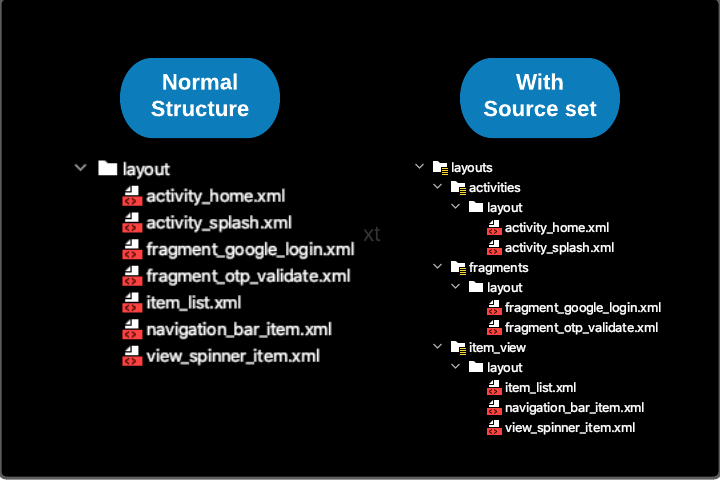 Normal
Structure
layout
activity_home.xml
activity_splash.xml
fragment_google_login.xml
fragment_otp_validate.xml
item_list.xml
navigation_bar_item.xml
view_spinner_item.xml
xt
With
Source set
layouts
activities
layout
activity_home.xml
activity_splash.xml
fragments
layout
fragment_google_login.xml
fragment_otp_validate.xml
item_view
layout
item_list.xml
navigation_bar_item.xml
view_spinner_item.xml